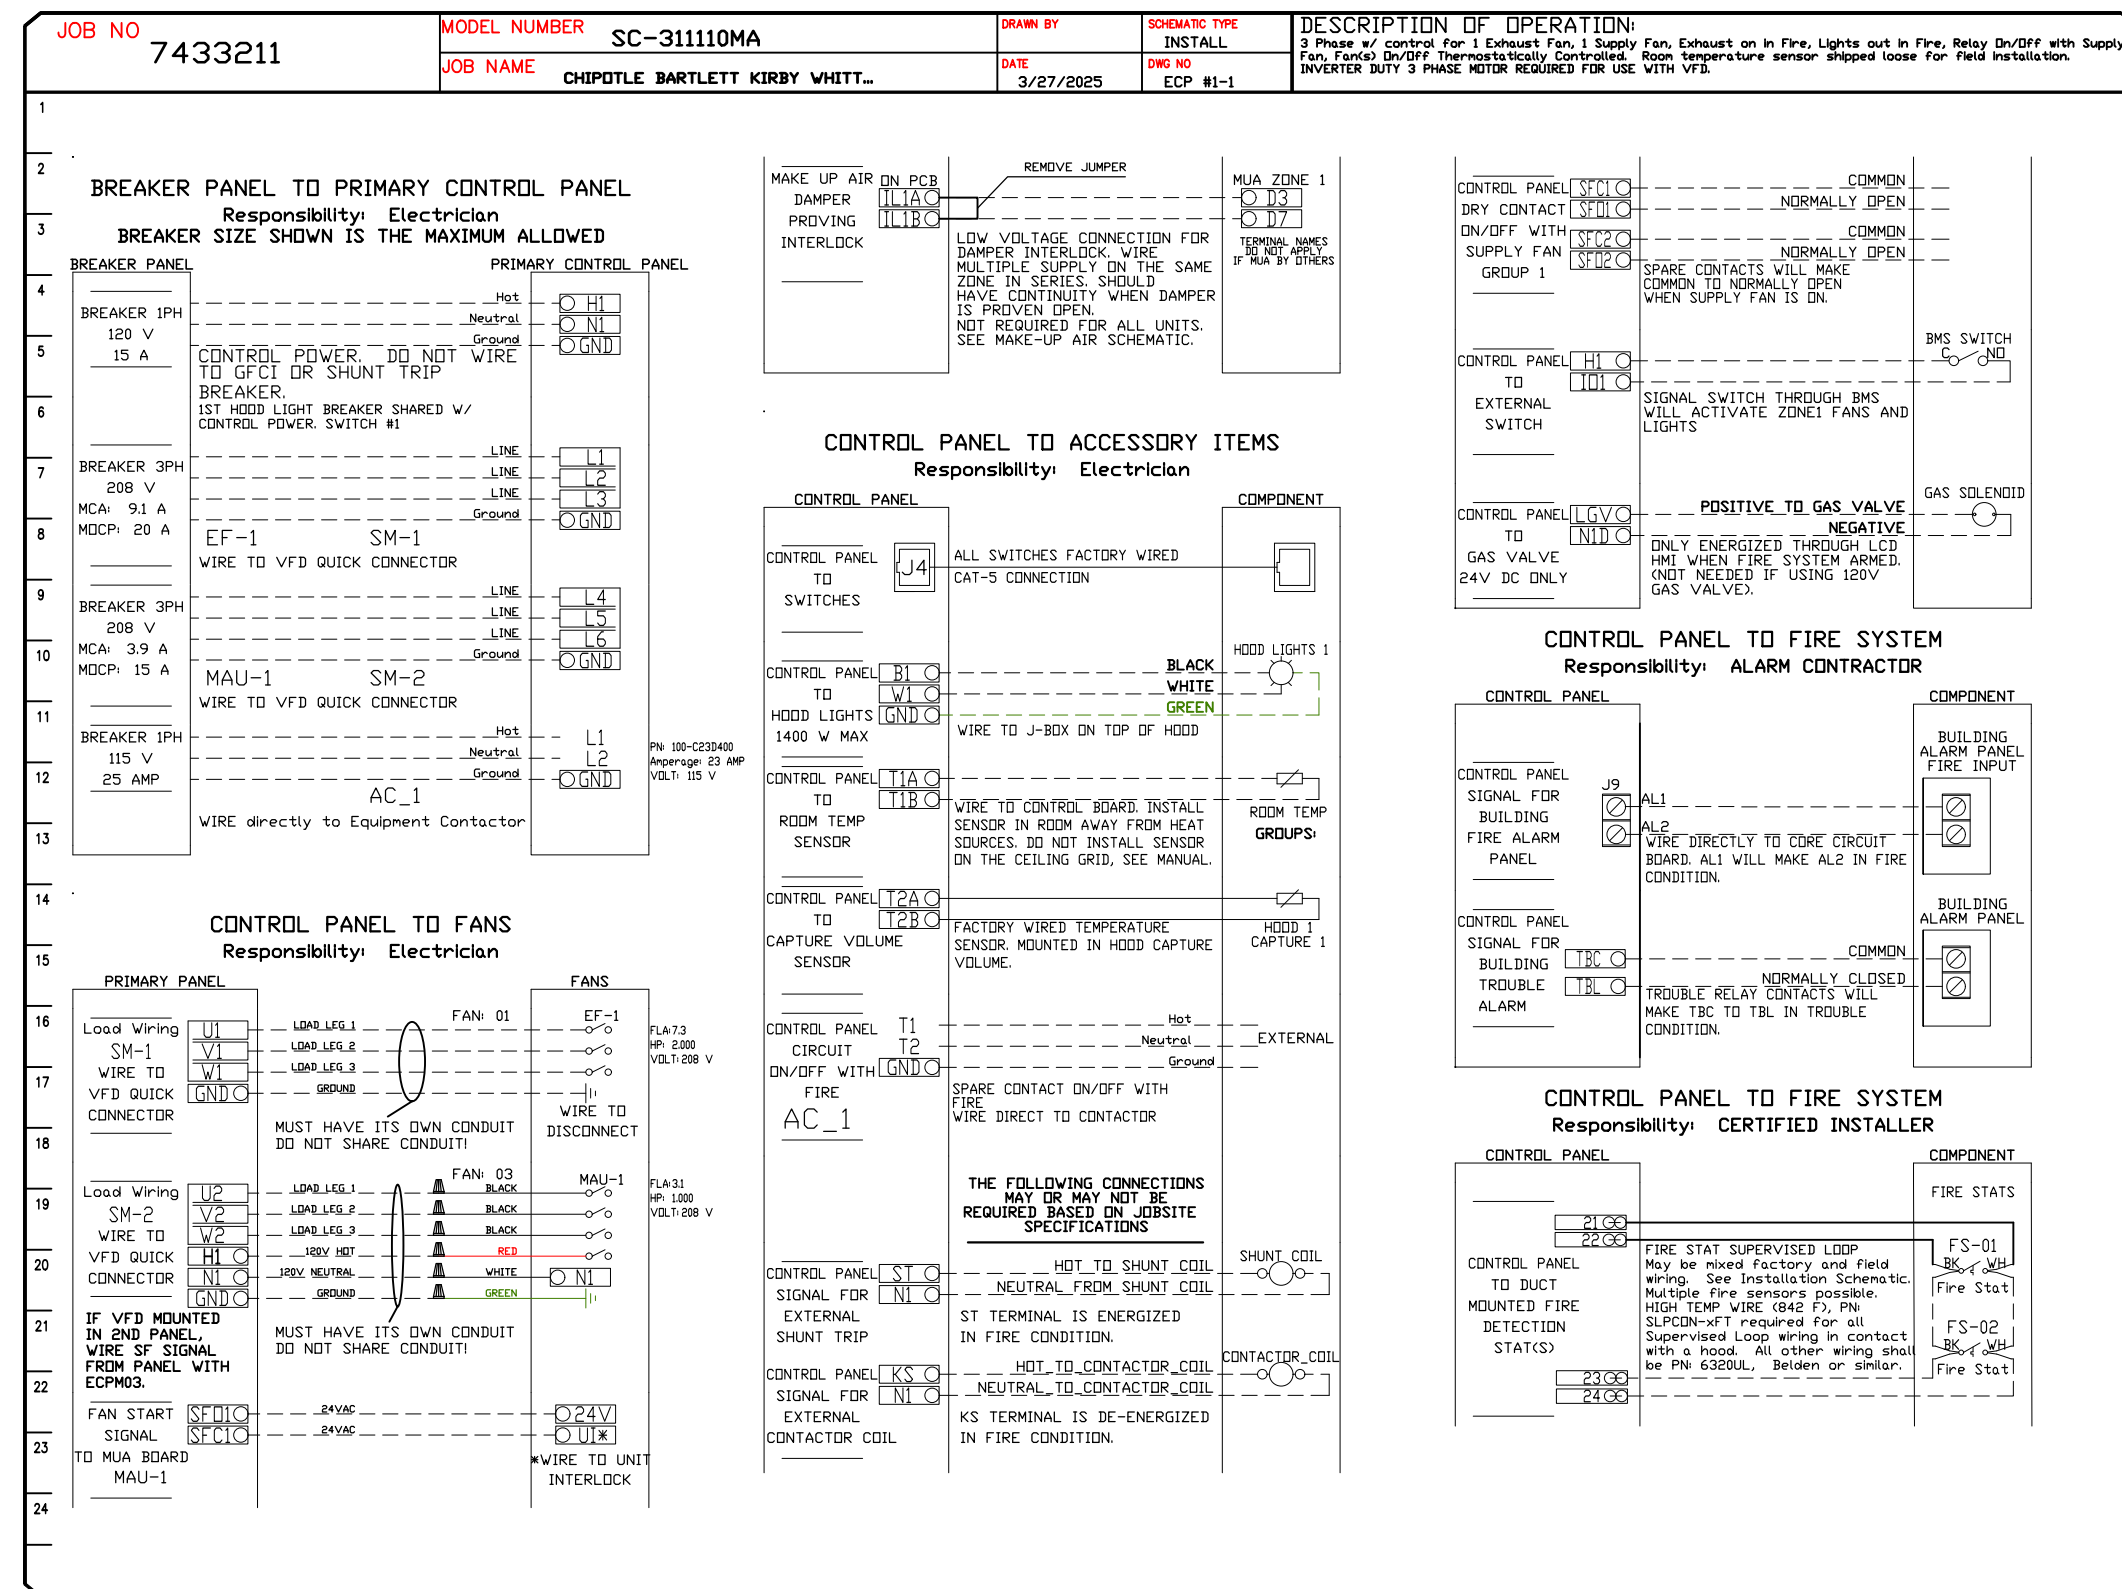 JOB NO
7433211
MODEL NUMBER
SC-311110MA
JOB NAME
CHIPOTLE BARTLETT KIRBY WHITT...
DRAWN BY
DATE
3/27/2025
SCHEMATIC TYPE
INSTALL
DWG NO
ECP #1-1
DESCRIPTION OF OPERATION:
3 Phase w/ control for 1 Exhaust Fan, 1 Supply Fan, Exhaust on in Fire, Lights out in Fire, Relay On/Off with Supply
Fan, Fan(s) On/Off Thermostatically Controlled. Room temperature sensor shipped loose for field installation.
INVERTER DUTY 3 PHASE MOTOR REQUIRED FOR USE WITH VFD.
1
2
3
4
5
6
7
8
9
10
11
12
13
14
15
16
17
18
19
20
21
22
23
24
BREAKER PANEL TO PRIMARY CONTROL PANEL
Responsibility: Electrician
BREAKER SIZE SHOWN IS THE MAXIMUM ALLOWED
BREAKER PANEL
PRIMARY CONTROL PANEL
BREAKER 1PH
120 V
15 A
Hot
H1
Neutral
N1
Ground
GND
CONTROL POWER. DO NOT WIRE
TO GFCI OR SHUNT TRIP
BREAKER.
1ST HOOD LIGHT BREAKER SHARED W/
CONTROL POWER. SWITCH #1
BREAKER 3PH
208 V
MCA: 9.1 A
MOCP: 20 A
LINE
L1
LINE
L2
LINE
L3
Ground
GND
EF-1
SM-1
WIRE TO VFD QUICK CONNECTOR
BREAKER 3PH
208 V
MCA: 3.9 A
MOCP: 15 A
LINE
L4
LINE
L5
LINE
L6
Ground
GND
MAU-1
SM-2
WIRE TO VFD QUICK CONNECTOR
BREAKER 1PH
115 V
25 AMP
Hot
L1
Neutral
L2
Ground
GND
PN: 100-C23D400
Amperage: 23 AMP
VOLT: 115 V
AC_1
WIRE directly to Equipment Contactor
CONTROL PANEL TO FANS
Responsibility: Electrician
PRIMARY PANEL
FANS
Load Wiring
SM-1
WIRE TO
VFD QUICK
CONNECTOR
U1
V1
W1
GND
LOAD LEG 1
LOAD LEG 2
LOAD LEG 3
GROUND
FAN: 01
EF-1
FLA:7.3
HP: 2.000
VOLT:208 V
WIRE TO
DISCONNECT
MUST HAVE ITS OWN CONDUIT
DO NOT SHARE CONDUIT!
Load Wiring
SM-2
WIRE TO
VFD QUICK
CONNECTOR
U2
V2
W2
H1
N1
GND
LOAD LEG 1
LOAD LEG 2
LOAD LEG 3
120V HOT
120V NEUTRAL
GROUND
FAN: 03
BLACK
BLACK
BLACK
RED
WHITE
GREEN
MAU-1
N1
FLA:3.1
HP: 1.000
VOLT:208 V
IF VFD MOUNTED
IN 2ND PANEL,
WIRE SF SIGNAL
FROM PANEL WITH
ECPM03.
MUST HAVE ITS OWN CONDUIT
DO NOT SHARE CONDUIT!
FAN START
SIGNAL
TO MUA BOARD
MAU-1
SFO1
SFC1
24VAC
24VAC
24V
UI*
*WIRE TO UNIT
INTERLOCK
MAKE UP AIR
DAMPER
PROVING
INTERLOCK
ON PCB
IL1A
IL1B
REMOVE JUMPER
MUA ZONE 1
D3
D7
TERMINAL NAMES
DO NOT APPLY
IF MUA BY OTHERS
LOW VOLTAGE CONNECTION FOR
DAMPER INTERLOCK. WIRE
MULTIPLE SUPPLY ON THE SAME
ZONE IN SERIES. SHOULD
HAVE CONTINUITY WHEN DAMPER
IS PROVEN OPEN.
NOT REQUIRED FOR ALL UNITS.
SEE MAKE-UP AIR SCHEMATIC.
CONTROL PANEL TO ACCESSORY ITEMS
Responsibility: Electrician
CONTROL PANEL
COMPONENT
CONTROL PANEL
TO
SWITCHES
J4
ALL SWITCHES FACTORY WIRED
CAT-5 CONNECTION
CONTROL PANEL
TO
HOOD LIGHTS
1400 W MAX
B1
W1
GND
BLACK
WHITE
GREEN
HOOD LIGHTS 1
WIRE TO J-BOX ON TOP OF HOOD
CONTROL PANEL
TO
ROOM TEMP
SENSOR
T1A
T1B
WIRE TO CONTROL BOARD. INSTALL
SENSOR IN ROOM AWAY FROM HEAT
SOURCES. DO NOT INSTALL SENSOR
ON THE CEILING GRID, SEE MANUAL.
ROOM TEMP
GROUPS:
CONTROL PANEL
TO
CAPTURE VOLUME
SENSOR
T2A
T2B
FACTORY WIRED TEMPERATURE
SENSOR. MOUNTED IN HOOD CAPTURE
VOLUME.
HOOD 1
CAPTURE 1
CONTROL PANEL
CIRCUIT
ON/OFF WITH
FIRE
AC_1
T1
T2
GND
Hot
Neutral
Ground
EXTERNAL
SPARE CONTACT ON/OFF WITH
FIRE
WIRE DIRECT TO CONTACTOR
THE FOLLOWING CONNECTIONS
MAY OR MAY NOT BE
REQUIRED BASED ON JOBSITE
SPECIFICATIONS
CONTROL PANEL
SIGNAL FOR
EXTERNAL
SHUNT TRIP
ST
N1
HOT TO SHUNT COIL
NEUTRAL FROM SHUNT COIL
SHUNT COIL
ST TERMINAL IS ENERGIZED
IN FIRE CONDITION.
CONTROL PANEL
SIGNAL FOR
EXTERNAL
CONTACTOR COIL
KS
N1
HOT_TO_CONTACTOR_COIL
NEUTRAL_TO_CONTACTOR_COIL
CONTACTOR_COIL
KS TERMINAL IS DE-ENERGIZED
IN FIRE CONDITION.
CONTROL PANEL
DRY CONTACT
ON/OFF WITH
SUPPLY FAN
GROUP 1
SFC1
SFO1
SFC2
SFO2
COMMON
NORMALLY OPEN
COMMON
NORMALLY OPEN
SPARE CONTACTS WILL MAKE
COMMON TO NORMALLY OPEN
WHEN SUPPLY FAN IS ON.
CONTROL PANEL
TO
EXTERNAL
SWITCH
H1
IO1
BMS SWITCH
C
NO
SIGNAL SWITCH THROUGH BMS
WILL ACTIVATE ZONE1 FANS AND
LIGHTS
CONTROL PANEL
TO
GAS VALVE
24V DC ONLY
LGV
N1D
POSITIVE TO GAS VALVE
NEGATIVE
GAS SOLENOID
ONLY ENERGIZED THROUGH LCD
HMI WHEN FIRE SYSTEM ARMED.
(NOT NEEDED IF USING 120V
GAS VALVE).
CONTROL PANEL TO FIRE SYSTEM
Responsibility: ALARM CONTRACTOR
CONTROL PANEL
COMPONENT
CONTROL PANEL
SIGNAL FOR
BUILDING
FIRE ALARM
PANEL
J9
AL1
AL2
BUILDING
ALARM PANEL
FIRE INPUT
WIRE DIRECTLY TO CORE CIRCUIT
BOARD. AL1 WILL MAKE AL2 IN FIRE
CONDITION.
CONTROL PANEL
SIGNAL FOR
BUILDING
TROUBLE
ALARM
TBC
TBL
COMMON
NORMALLY CLOSED
BUILDING
ALARM PANEL
TROUBLE RELAY CONTACTS WILL
MAKE TBC TO TBL IN TROUBLE
CONDITION.
CONTROL PANEL TO FIRE SYSTEM
Responsibility: CERTIFIED INSTALLER
CONTROL PANEL
COMPONENT
CONTROL PANEL
TO DUCT
MOUNTED FIRE
DETECTION
STAT(S)
21
22
23
24
FIRE STAT SUPERVISED LOOP
May be mixed factory and field
wiring. See Installation Schematic.
Multiple fire sensors possible.
HIGH TEMP WIRE (842 F), PN:
SLPCON-xFT required for all
Supervised Loop wiring in contact
with a hood. All other wiring shall
be PN: 6320UL, Belden or similar.
FIRE STATS
FS-01
BK
WH
Fire Stat
FS-02
BK
WH
Fire Stat